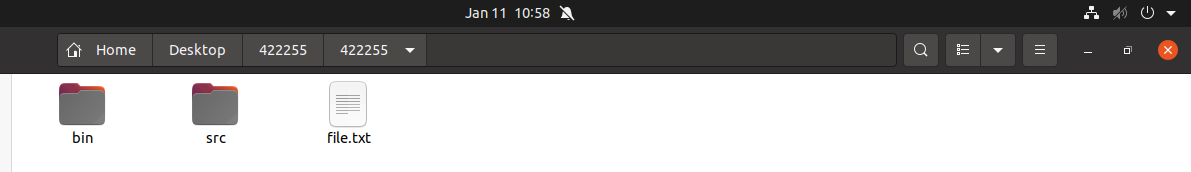 Jan 11 10:58
Home Desktop 422255 422255
bin src file.txt